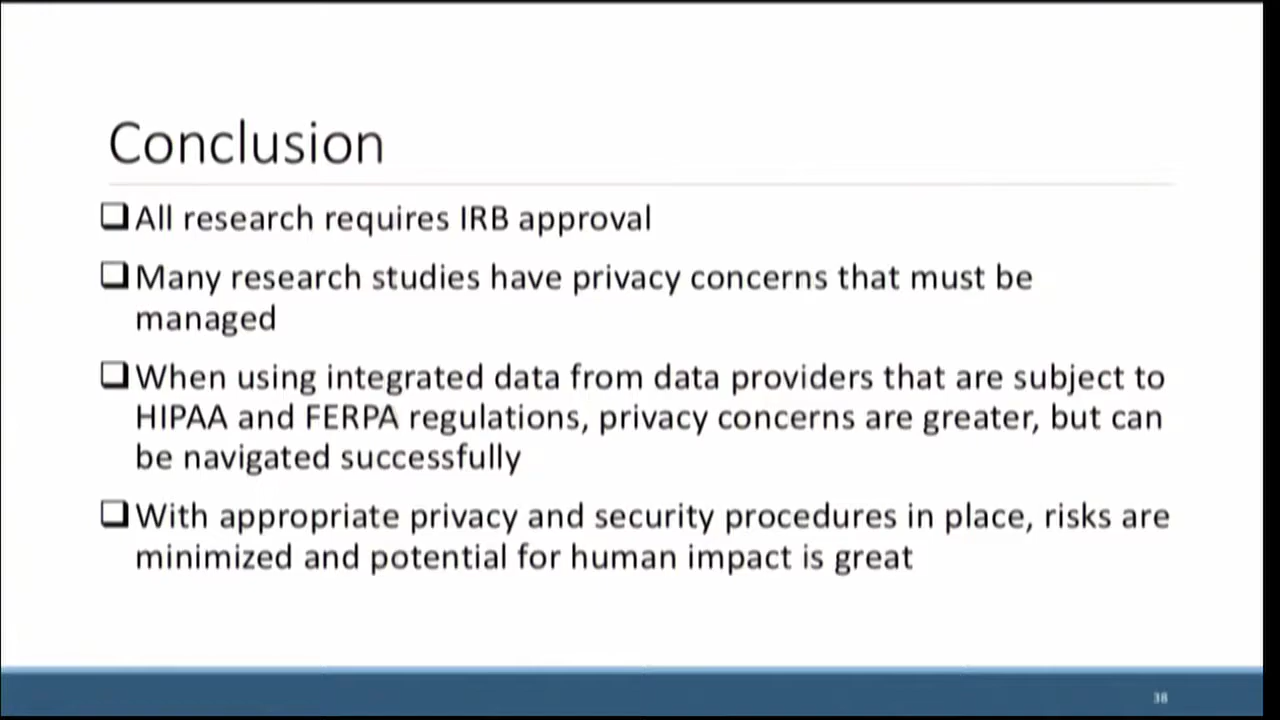 Conclusion
All research requires IRB approval
Many research studies have privacy concerns that must be
managed
When using integrated data from data providers that are subject to
HIPAA and FERPA regulations, privacy concerns are greater, but can
be navigated successfully
With appropriate privacy and security procedures in place, risks are
minimized and potential for human impact is great
38